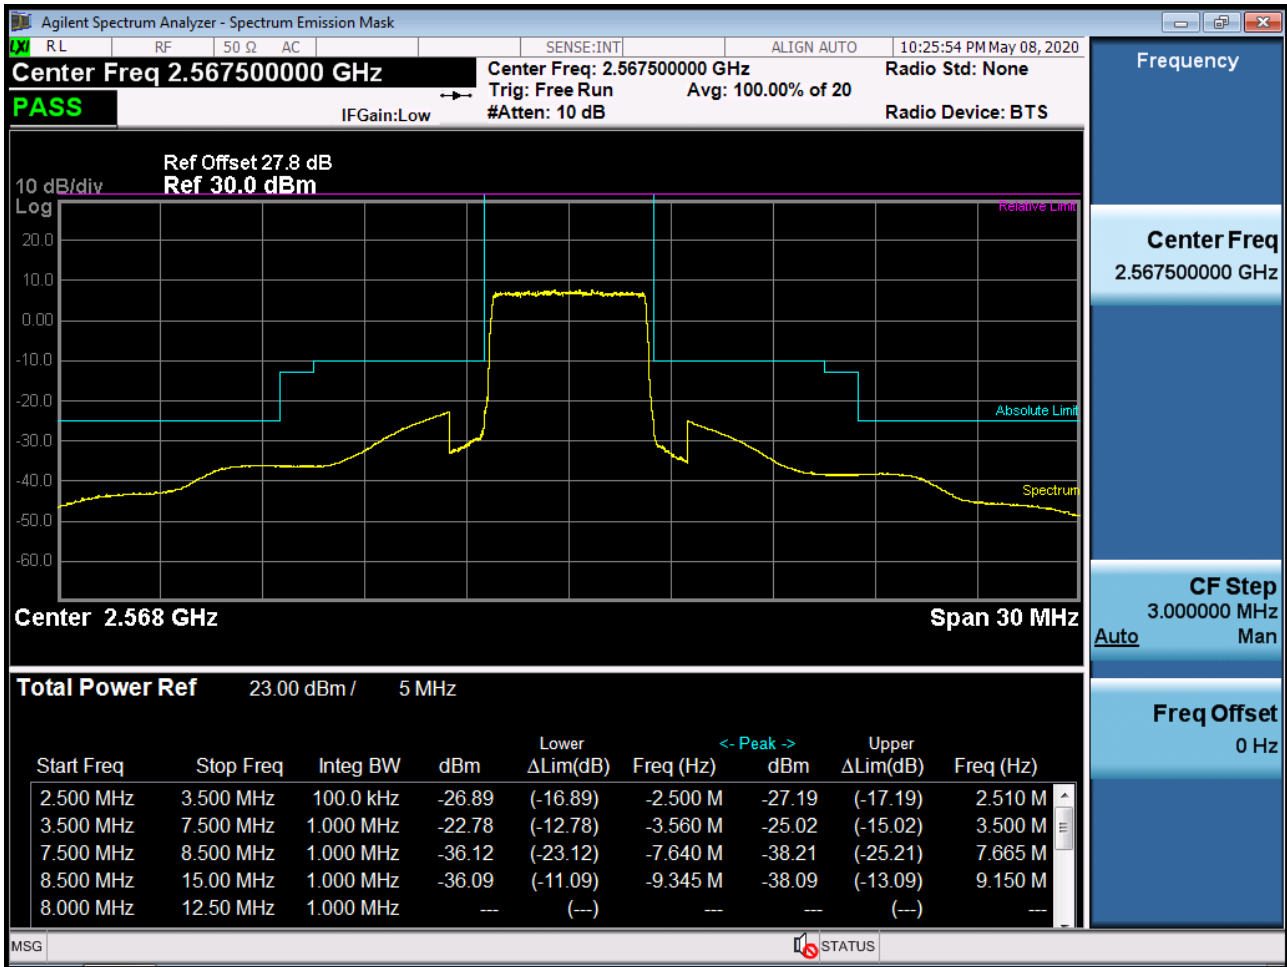 Agilent Spectrum Analyzer - Spectrum Emission Mask
LXI RL RF 50 Ω AC SENSE:INT ALIGN AUTO 10:25:54 PM May 08, 2020
Center Freq 2.567500000 GHz
PASS
IFGain:Low
Center Freq: 2.567500000 GHz
Trig: Free Run Avg: 100.00% of 20
#Atten: 10 dB
Radio Std: None
Radio Device: BTS
Ref Offset 27.8 dB
10 dB/div Ref 30.0 dBm
Log
Relative Limit
20.0
10.0
0.00
-10.0
-20.0
Absolute Limit
-30.0
-40.0
Spectrum
-50.0
-60.0
Center 2.568 GHz Span 30 MHz
Total Power Ref 23.00 dBm / 5 MHz
Lower <- Peak -> Upper
Start Freq Stop Freq Integ BW dBm ΔLim(dB) Freq (Hz) dBm ΔLim(dB) Freq (Hz)
2.500 MHz 3.500 MHz 100.0 kHz -26.89 (-16.89) -2.500 M -27.19 (-17.19) 2.510 M
3.500 MHz 7.500 MHz 1.000 MHz -22.78 (-12.78) -3.560 M -25.02 (-15.02) 3.500 M
7.500 MHz 8.500 MHz 1.000 MHz -36.12 (-23.12) -7.640 M -38.21 (-25.21) 7.665 M
8.500 MHz 15.00 MHz 1.000 MHz -36.09 (-11.09) -9.345 M -38.09 (-13.09) 9.150 M
8.000 MHz 12.50 MHz 1.000 MHz --- (---) --- --- (---) ---
MSG STATUS
Frequency
Center Freq
2.567500000 GHz
CF Step
3.000000 MHz
Auto Man
Freq Offset
0 Hz